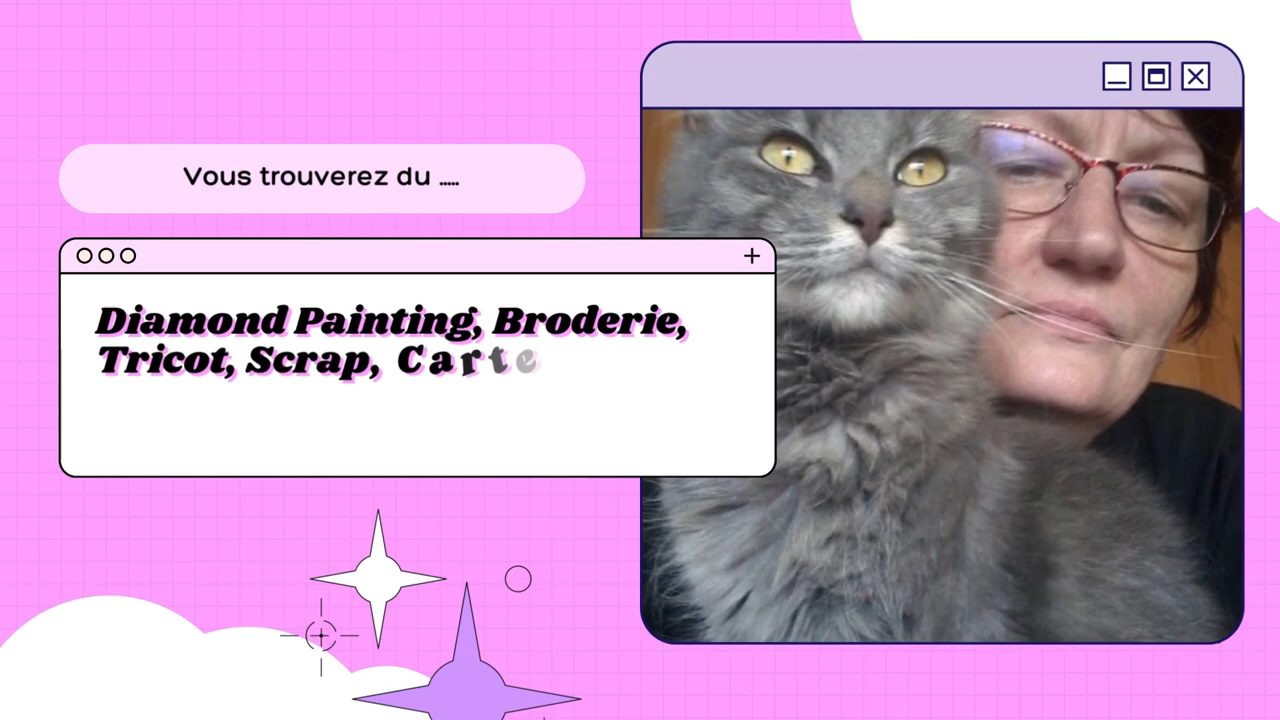 Vous trouverez du .....
Diamond Painting, Broderie,
Tricot, Scrap, Carte